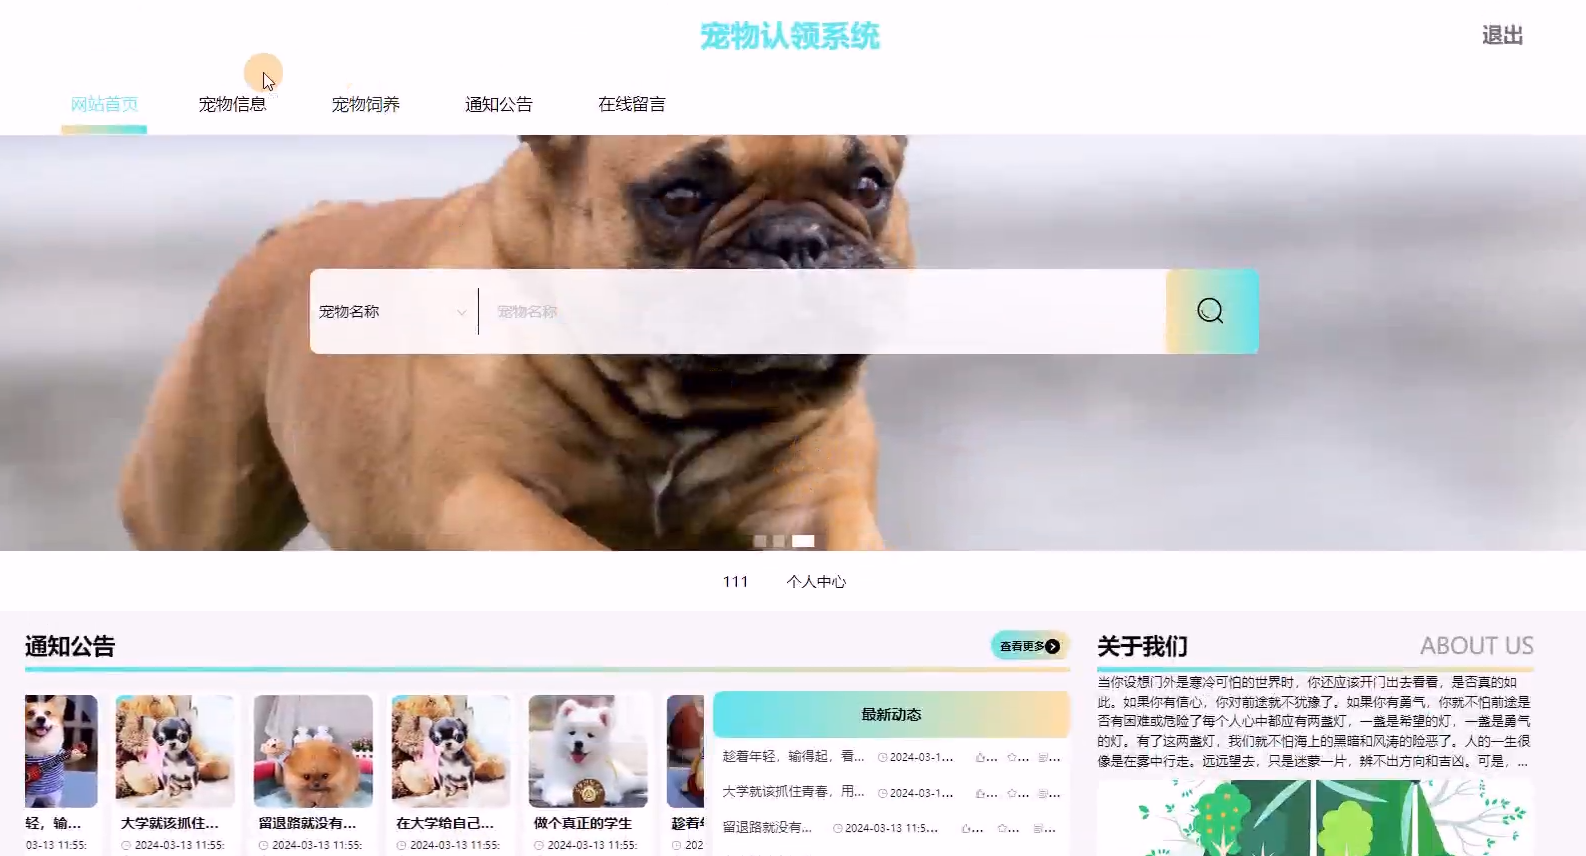 宠物认领系统
退出
网站首页 宠物信息 宠物饲养 通知公告 在线留言
宠物名称 宠物名称
111 个人中心
通知公告
查看更多
轻，输...
03-13 11:55:
大学就该抓住...
2024-03-13 11:55:
留退路就没有...
2024-03-13 11:55:
在大学给自己...
2024-03-13 11:55:
做个真正的学生
2024-03-13 11:55:
趁着
202
最新动态
趁着年轻，输得起，看... 2024-03-1... ... ... ...
大学就该抓住青春，用... 2024-03-1... ... ... ...
留退路就没有... 2024-03-13 11:5... ... ... ...
关于我们
ABOUT US
当你设想门外是寒冷可怕的世界时，你还应该开门出去看看，是否真的如
此。如果你有信心，你对前途就不犹豫了。如果你有勇气，你就不怕前途是
否有困难或危险了每个人心中都应有两盏灯，一盏是希望的灯，一盏是勇气
的灯。有了这两盏灯，我们就不怕海上的黑暗和风涛的险恶了。人的一生很
像是在雾中行走。远远望去，只是迷蒙一片，辨不出方向和吉凶。可是，...